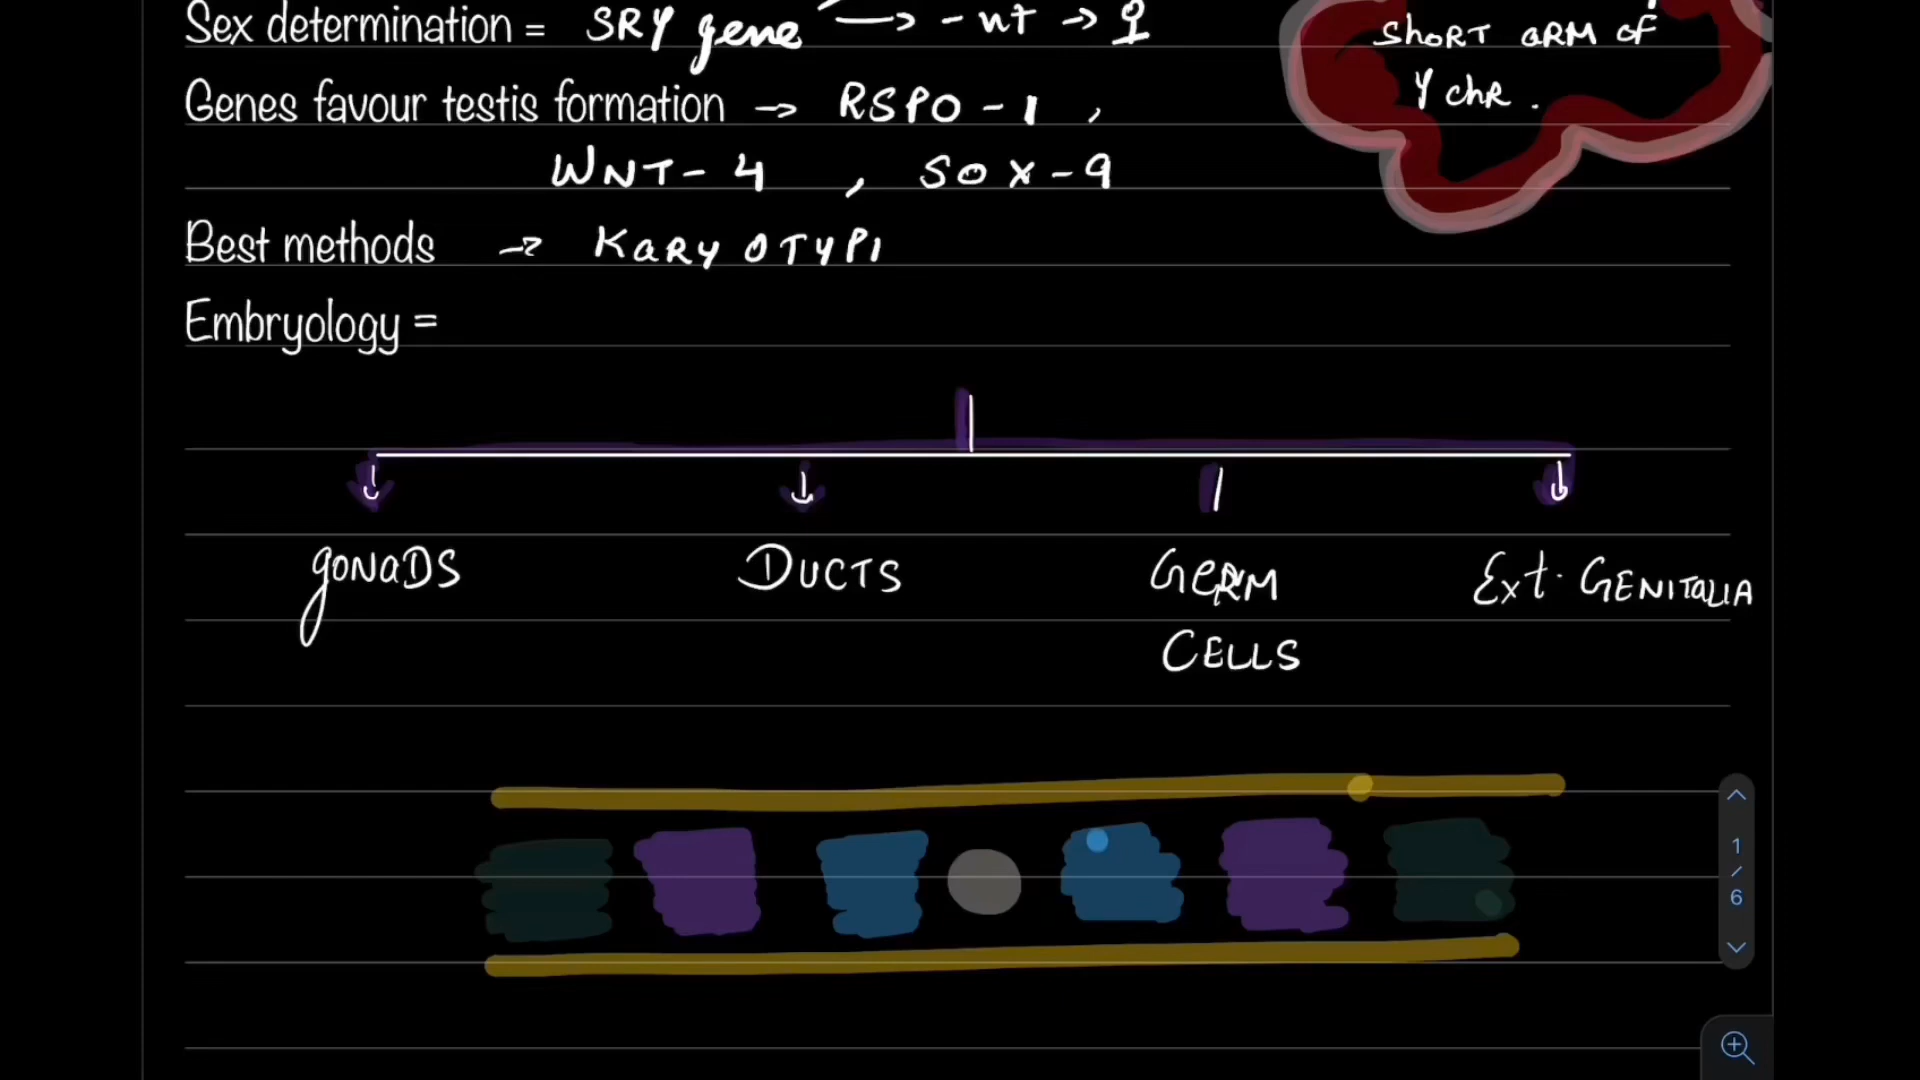 Sex determination = SRY gene → - nt → ♀
short arm of
Y chr.
Genes favour testis formation → RSPO - 1 ,
WNT - 4 , SOX - 9
Best methods → KaRyOTYPI
Embryology =
gonaDS DUCTS GERM CELLS Ext. GENITaLIA
1
/
6